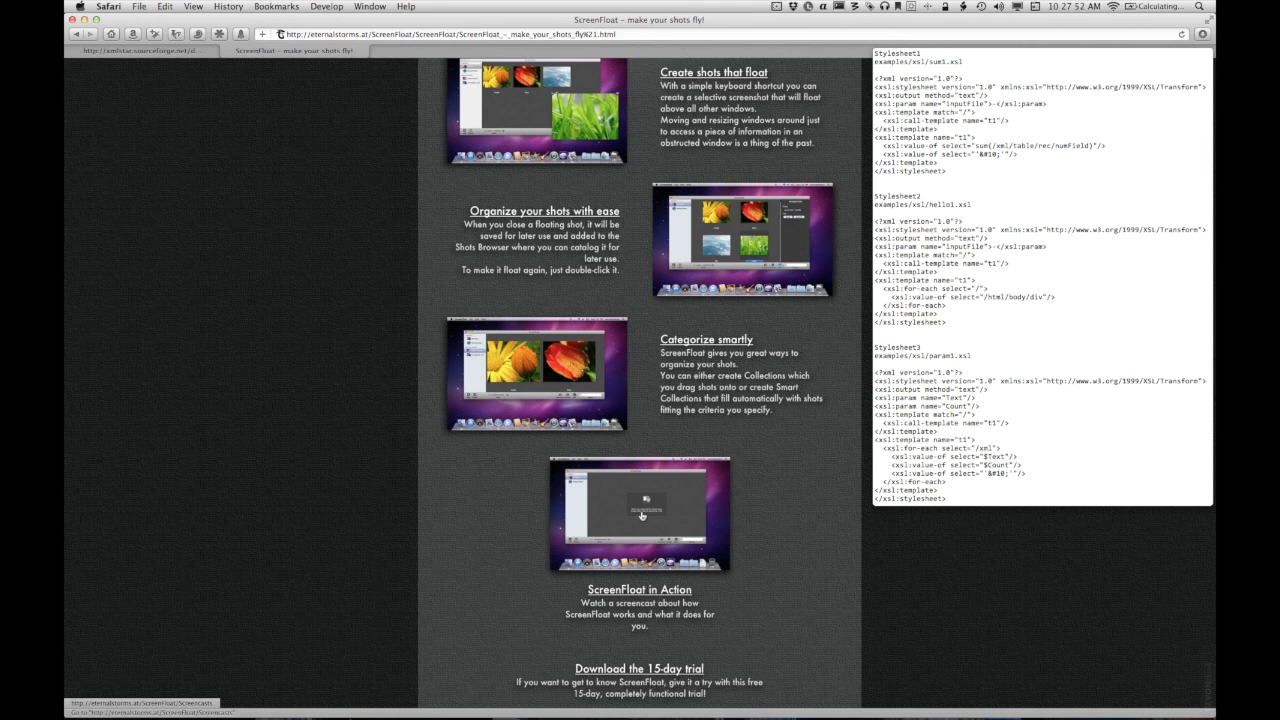 Safari File Edit View History Bookmarks Develop Window Help
10:27:52 AM Calculating...
ScreenFloat – make your shots fly!
http://eternalstorms.at/ScreenFloat/ScreenFloat/ScreenFloat_-_make_your_shots_fly%21.html
http://xmlstar.sourceforge.net/d...
ScreenFloat – make your shots fly!
Create shots that float
With a simple keyboard shortcut you can
create a selective screenshot that will float
above all other windows.
Moving and resizing windows around just
to access a piece of information in an
obstructed window is a thing of the past.
Organize your shots with ease
When you close a floating shot, it will be
saved for later use and added to the
Shots Browser where you can catalog it for
later use.
To make it float again, just double-click it.
Categorize smartly
ScreenFloat gives you great ways to
organize your shots.
You can either create Collections which
you drag shots onto or create Smart
Collections that fill automatically with shots
fitting the criteria you specify.
ScreenFloat in Action
Watch a screencast about how
ScreenFloat works and what it does for
you.
Download the 15-day trial
If you want to get to know ScreenFloat, give it a try with this free
15-day, completely functional trial!
Stylesheet1
examples/xsl/sum1.xsl
<?xml version="1.0"?>
<xsl:stylesheet version="1.0" xmlns:xsl="http://www.w3.org/1999/XSL/Transform">
<xsl:output method="text"/>
<xsl:param name="inputFile">-</xsl:param>
<xsl:template match="/">
<xsl:call-template name="t1"/>
</xsl:template>
<xsl:template name="t1">
<xsl:value-of select="sum(/xml/table/rec/numField)"/>
<xsl:value-of select="'&#10;'"/>
</xsl:template>
</xsl:stylesheet>
Stylesheet2
examples/xsl/hello1.xsl
<?xml version="1.0"?>
<xsl:stylesheet version="1.0" xmlns:xsl="http://www.w3.org/1999/XSL/Transform">
<xsl:output method="text"/>
<xsl:param name="inputFile">-</xsl:param>
<xsl:template match="/">
<xsl:call-template name="t1"/>
</xsl:template>
<xsl:template name="t1">
<xsl:for-each select="/">
<xsl:value-of select="/html/body/div"/>
</xsl:for-each>
</xsl:template>
</xsl:stylesheet>
Stylesheet3
examples/xsl/param1.xsl
<?xml version="1.0"?>
<xsl:stylesheet version="1.0" xmlns:xsl="http://www.w3.org/1999/XSL/Transform">
<xsl:output method="text"/>
<xsl:param name="Text"/>
<xsl:param name="Count"/>
<xsl:template match="/">
<xsl:call-template name="t1"/>
</xsl:template>
<xsl:template name="t1">
<xsl:for-each select="/xml">
<xsl:value-of select="$Text"/>
<xsl:value-of select="$Count"/>
<xsl:value-of select="'&#10;'"/>
</xsl:for-each>
</xsl:template>
</xsl:stylesheet>
http://eternalstorms.at/ScreenFloat/Screencasts
Go to "http://eternalstorms.at/ScreenFloat/Screencasts"